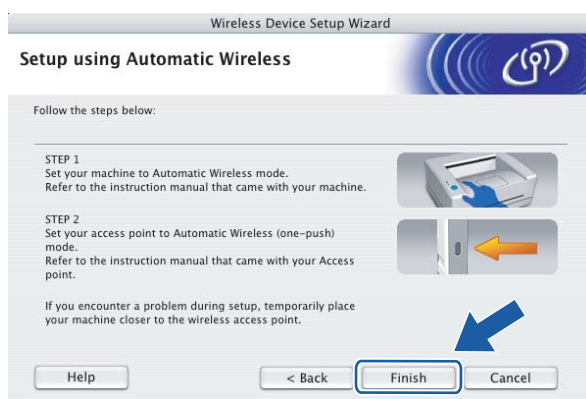 Wireless Device Setup Wizard
Setup using Automatic Wireless
Follow the steps below:
STEP 1
Set your machine to Automatic Wireless mode.
Refer to the instruction manual that came with your machine.
STEP 2
Set your access point to Automatic Wireless (one-push)
mode.
Refer to the instruction manual that came with your Access
point.
If you encounter a problem during setup, temporarily place
your machine closer to the wireless access point.
Help
< Back
Finish
Cancel